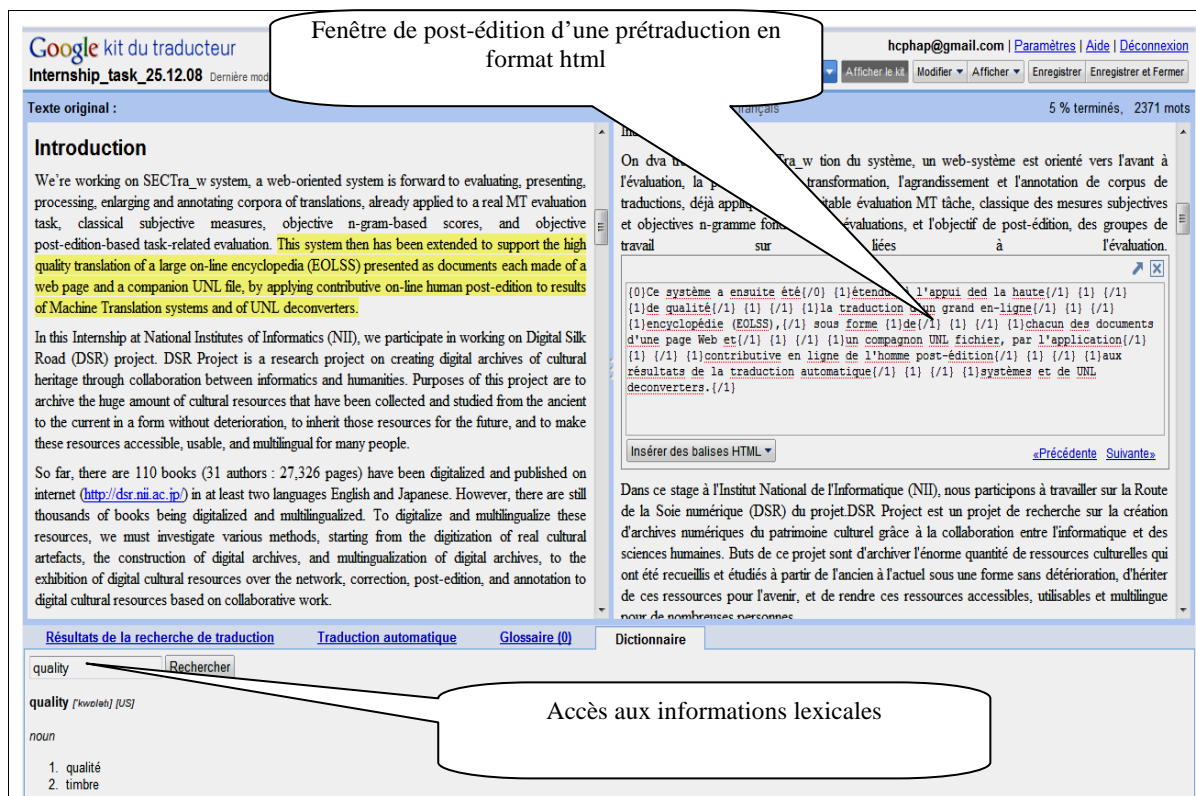 Fenêtre de post-édition d'une prétraduction en
format html
Google kit du traducteur
hcphap@gmail.com | Paramètres | Aide | Déconnexion
Internship_task_25.12.08 Dernière mod
Afficher le kit Modifier Afficher Enregistrer Enregistrer et Fermer
Texte original :
français
5 % terminés, 2371 mots
Introduction
We're working on SECTra_w system, a web-oriented system is forward to evaluating, presenting,
processing, enlarging and annotating corpora of translations, already applied to a real MT evaluation
task, classical subjective measures, objective n-gram-based scores, and objective
post-edition-based task-related evaluation. This system then has been extended to support the high
quality translation of a large on-line encyclopedia (EOLSS) presented as documents each made of a
web page and a companion UNL file, by applying contributive on-line human post-edition to results
of Machine Translation systems and of UNL deconverters.
In this Internship at National Institutes of Informatics (NII), we participate in working on Digital Silk
Road (DSR) project. DSR Project is a research project on creating digital archives of cultural
heritage through collaboration between informatics and humanities. Purposes of this project are to
archive the huge amount of cultural resources that have been collected and studied from the ancient
to the current in a form without deterioration, to inherit those resources for the future, and to make
these resources accessible, usable, and multilingual for many people.
So far, there are 110 books (31 authors : 27,326 pages) have been digitalized and published on
internet (http://dsr.nii.ac.jp/) in at least two languages English and Japanese. However, there are still
thousands of books being digitalized and multilingualized. To digitalize and multilingualize these
resources, we must investigate various methods, starting from the digitization of real cultural
artefacts, the construction of digital archives, and multingualization of digital archives, to the
exhibition of digital cultural resources over the network, correction, post-edition, and annotation to
digital cultural resources based on collaborative work.
On dva Tra_w tion du système, un web-système est orienté vers l'avant à
l'évaluation, la transformation, l'agrandissement et l'annotation de corpus de
traductions, déjà appliq itable évaluation MT tâche, classique des mesures subjectives
et objectives n-gramme fon évaluations, et l'objectif de post-édition, des groupes de
travail sur liées à l'évaluation.
{0}Ce système a ensuite été{/0} {1}étendu à l'appui ded la haute{/1} {1} {/1}
{1}de qualité{/1} {1} {/1} {1}la traduction d'un grand en-ligne{/1} {1} {/1}
{1}encyclopédie (EOLSS),{/1} sous forme {1}de{/1} {1} {/1} {1}chacun des documents
d'une page Web et{/1} {1} {/1} {1}un compagnon UNL fichier, par l'application{/1}
{1} {/1} {1}contributive en ligne de l'homme post-édition{/1} {1} {/1} {1}aux
résultats de la traduction automatique{/1} {1} {/1} {1}systèmes et de UNL
deconverters.{/1}
Insérer des balises HTML
«Précédente Suivante»
Dans ce stage à l'Institut National de l'Informatique (NII), nous participons à travailler sur la Route
de la Soie numérique (DSR) du projet.DSR Project est un projet de recherche sur la création
d'archives numériques du patrimoine culturel grâce à la collaboration entre l'informatique et des
sciences humaines. Buts de ce projet sont d'archiver l'énorme quantité de ressources culturelles qui
ont été recueillis et étudiés à partir de l'ancien à l'actuel sous une forme sans détérioration, d'hériter
de ces ressources pour l'avenir, et de rendre ces ressources accessibles, utilisables et multilingue
pour de nombreuses personnes
Résultats de la recherche de traduction Traduction automatique Glossaire (0) Dictionnaire
quality Rechercher
quality [US]
noun
1. qualité
2. timbre
Accès aux informations lexicales